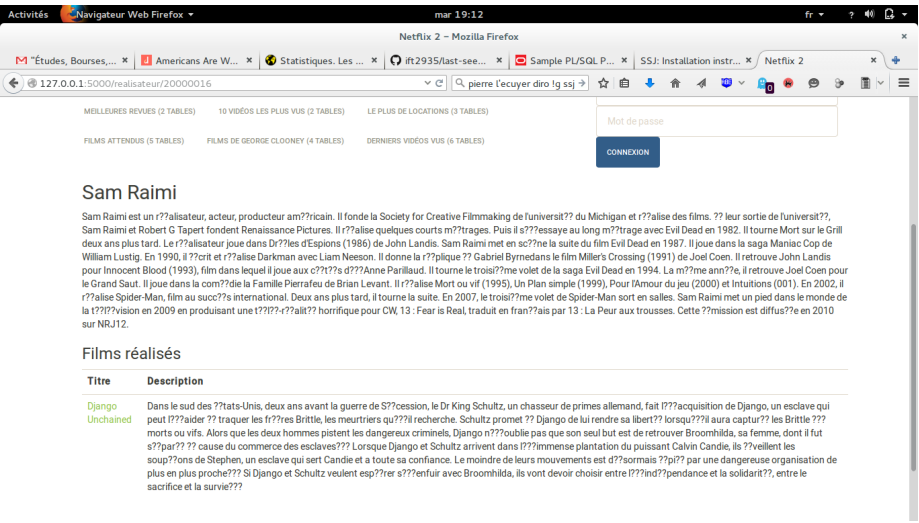 Activités Navigateur Web Firefox mar 19:12 fr ?
Netflix 2 - Mozilla Firefox
"Études, Bourses,... Americans Are W... Statistiques. Les ... ift2935/last-see... Sample PL/SQL P... SSJ: Installation instr... Netflix 2
127.0.0.1:5000/realisateur/20000016 pierre l'ecuyer diro !g ssj
MEILLEURES REVUES (2 TABLES) 10 VIDÉOS LES PLUS VUS (2 TABLES) LE PLUS DE LOCATIONS (3 TABLES)
Mot de passe
FILMS ATTENDUS (5 TABLES) FILMS DE GEORGE CLOONEY (4 TABLES) DERNIERS VIDÉOS VUS (6 TABLES)
CONNEXION
Sam Raimi
Sam Raimi est un r??alisateur, acteur, producteur am??ricain. Il fonde la Society for Creative Filmmaking de l'universit?? du Michigan et r??alise des films. ?? leur sortie de l'universit??,
Sam Raimi et Robert G Tapert fondent Renaissance Pictures. Il r??alise quelques courts m??trages. Puis il s???essaye au long m??trage avec Evil Dead en 1982. Il tourne Mort sur le Grill
deux ans plus tard. Le r??alisateur joue dans Dr??les d'Espions (1986) de John Landis. Sam Raimi met en sc??ne la suite du film Evil Dead en 1987. Il joue dans la saga Maniac Cop de
William Lustig. En 1990, il ??crit et r??alise Darkman avec Liam Neeson. Il donne la r??plique ?? Gabriel Byrnedans le film Miller's Crossing (1991) de Joel Coen. Il retrouve John Landis
pour Innocent Blood (1993), film dans lequel il joue aux c??t??s d???Anne Parillaud. Il tourne le troisi??me volet de la saga Evil Dead en 1994. La m??me ann??e, il retrouve Joel Coen pour
le Grand Saut. Il joue dans la com??die la Famille Pierrafeu de Brian Levant. Il r??alise Mort ou vif (1995), Un Plan simple (1999), Pour l'Amour du jeu (2000) et Intuitions (001). En 2002, il
r??alise Spider-Man, film au succ??s international. Deux ans plus tard, il tourne la suite. En 2007, le troisi??me volet de Spider-Man sort en salles. Sam Raimi met un pied dans le monde de
la t??l??vision en 2009 en produisant une t??l??-r??alit?? horrifique pour CW, 13 : Fear is Real, traduit en fran??ais par 13 : La Peur aux trousses. Cette ??mission est diffus??e en 2010
sur NRJ12.
Films réalisés
Titre Description
Django Dans le sud des ??tats-Unis, deux ans avant la guerre de S??cession, le Dr King Schultz, un chasseur de primes allemand, fait l???acquisition de Django, un esclave qui
Unchained peut l???aider ?? traquer les fr??res Brittle, les meurtriers qu???il recherche. Schultz promet ?? Django de lui rendre sa libert?? lorsqu???il aura captur?? les Brittle ???
morts ou vifs. Alors que les deux hommes pistent les dangereux criminels, Django n???oublie pas que son seul but est de retrouver Broomhilda, sa femme, dont il fut
s??par?? ?? cause du commerce des esclaves??? Lorsque Django et Schultz arrivent dans l???immense plantation du puissant Calvin Candie, ils ??veillent les
soup??ons de Stephen, un esclave qui sert Candie et a toute sa confiance. Le moindre de leurs mouvements est d??sormais ??pi?? par une dangereuse organisation de
plus en plus proche??? Si Django et Schultz veulent esp??rer s???enfuir avec Broomhilda, ils vont devoir choisir entre l???ind??pendance et la solidarit??, entre le
sacrifice et la survie???